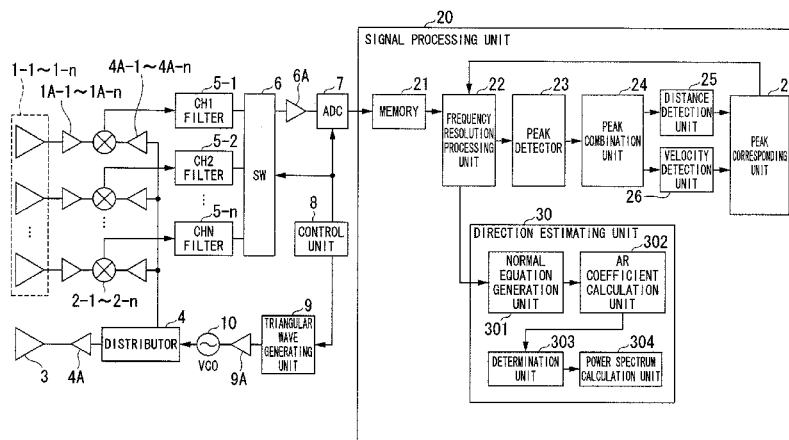 20
SIGNAL PROCESSING UNIT
1-1~1-n
1A-1~1A-n
4A-1~4A-n
5-1
CH1
FILTER
5-2
CH2
FILTER
5-n
CHN
FILTER
6
SW
6A
7
ADC
8
CONTROL
UNIT
2-1~2-n
3
4A
4
DISTRIBUTOR
10
VCO
9A
9
TRIANGULAR
WAVE
GENERATING
UNIT
21
MEMORY
22
FREQUENCY
RESOLUTION
PROCESSING
UNIT
23
PEAK
DETECTOR
24
PEAK
COMBINATION
UNIT
25
DISTANCE
DETECTION
UNIT
VELOCITY
DETECTION
UNIT
26
PEAK
CORRESPONDING
UNIT
30
DIRECTION ESTIMATING UNIT
NORMAL
EQUATION
GENERATION
UNIT
301
302
AR
COEFFICIENT
CALCULATION
UNIT
303
DETERMINATION
UNIT
304
POWER SPECTRUM
CALCULATION UNIT